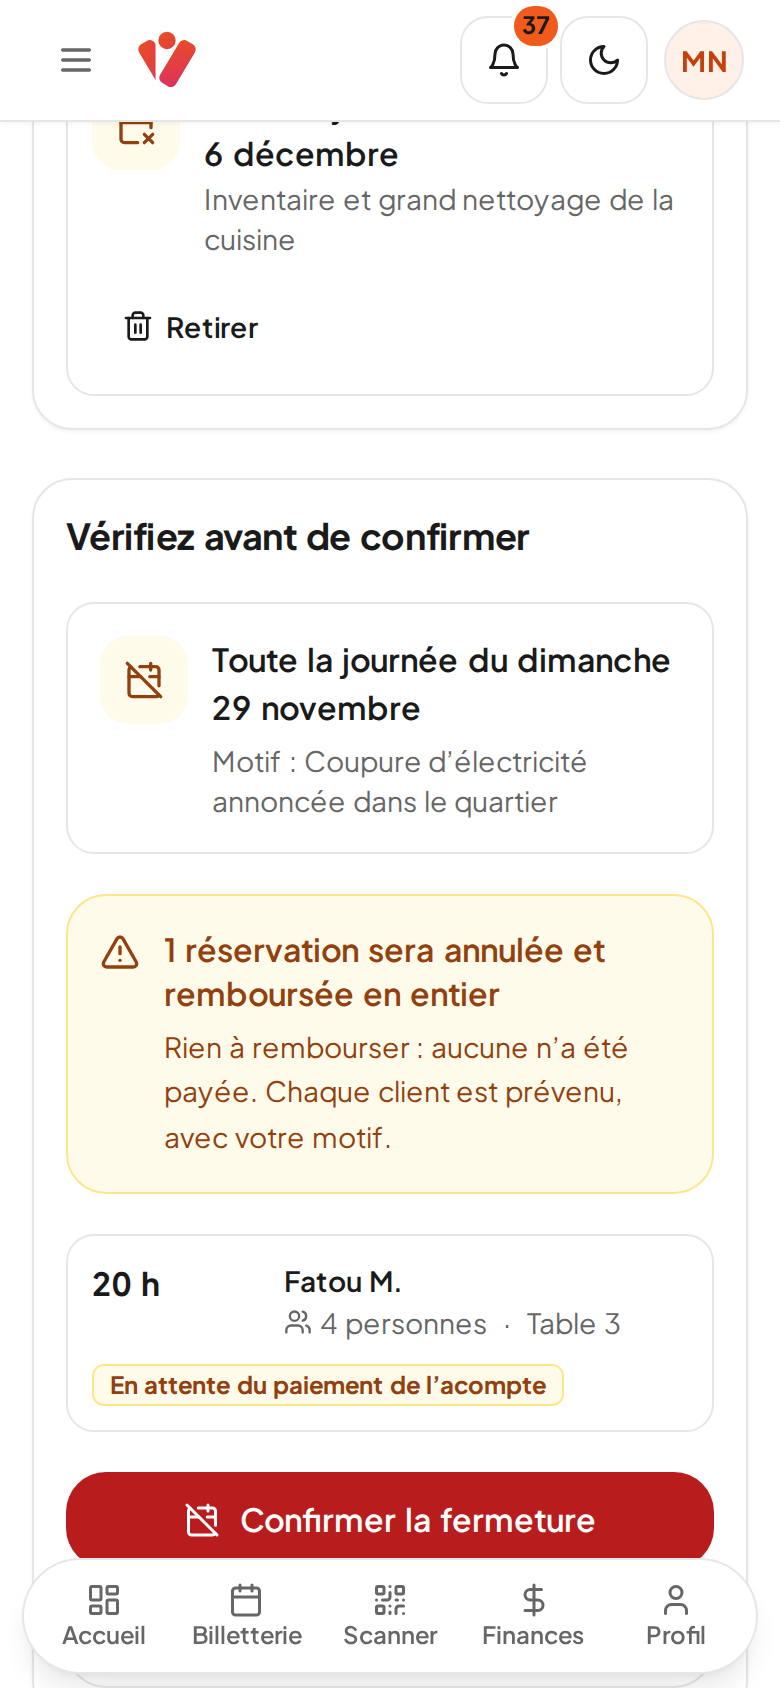 37
MN
6 décembre
Inventaire et grand nettoyage de la
cuisine
Retirer
Vérifiez avant de confirmer
Toute la journée du dimanche
29 novembre
Motif : Coupure d’électricité
annoncée dans le quartier
1 réservation sera annulée et
remboursée en entier
Rien à rembourser : aucune n’a été
payée. Chaque client est prévenu,
avec votre motif.
20 h
Fatou M.
4 personnes · Table 3
En attente du paiement de l’acompte
Confirmer la fermeture
Accueil
Billetterie
Scanner
Finances
Profil